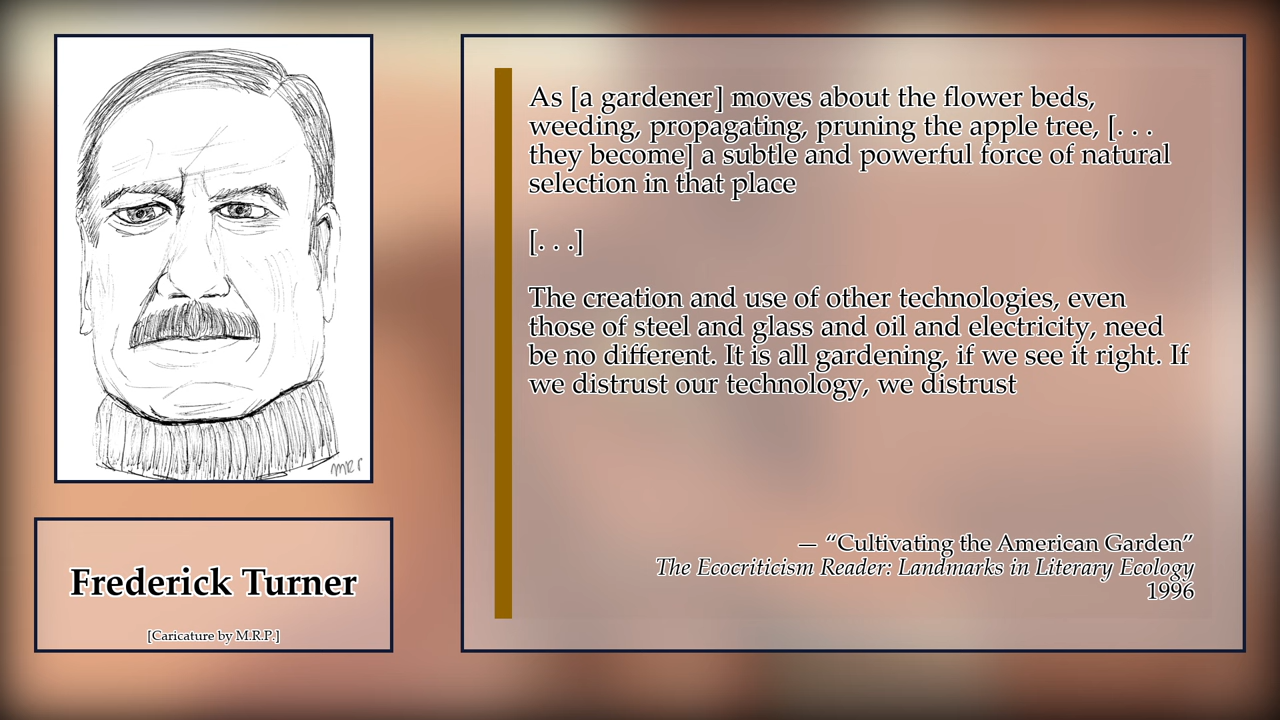 mrr
Frederick Turner
[Caricature by M.R.P.]
As [a gardener] moves about the flower beds,
weeding, propagating, pruning the apple tree, [. . .
they become] a subtle and powerful force of natural
selection in that place
[. . .]
The creation and use of other technologies, even
those of steel and glass and oil and electricity, need
be no different. It is all gardening, if we see it right. If
we distrust our technology, we distrust
— “Cultivating the American Garden”
The Ecocriticism Reader: Landmarks in Literary Ecology
1996